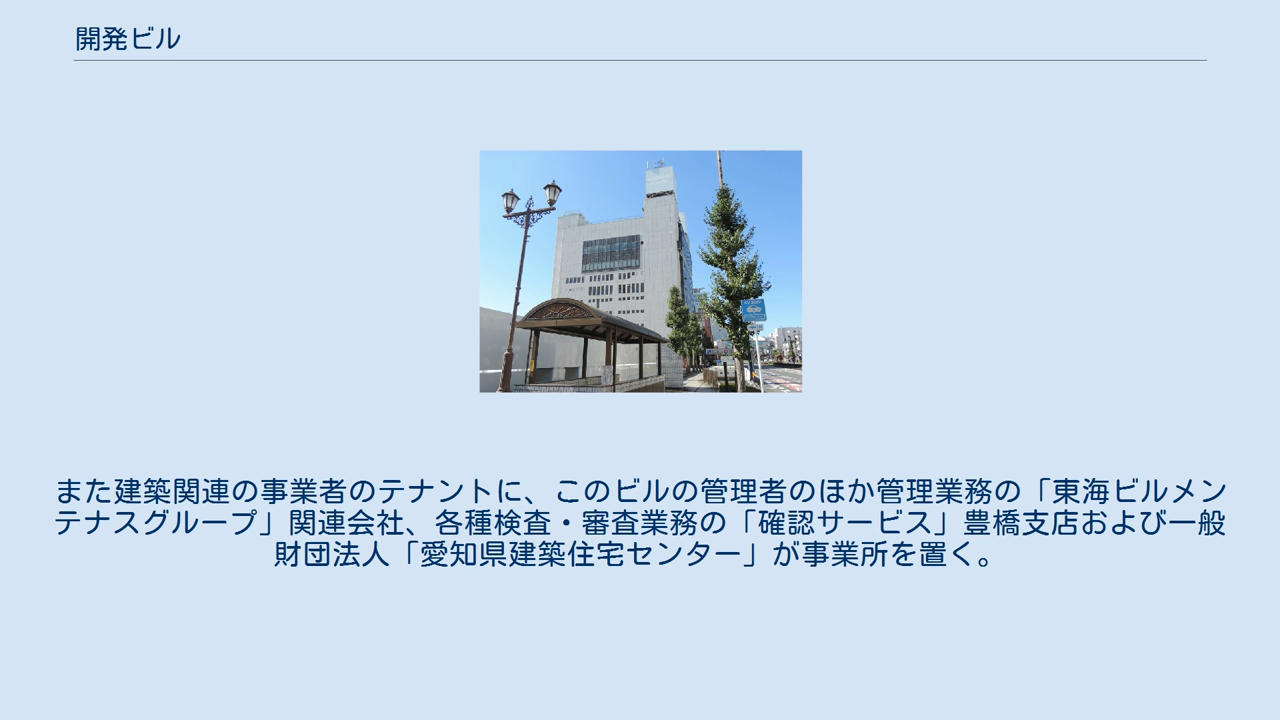 開発ビル
また建築関連の事業者のテナントに、このビルの管理者のほか管理業務の「東海ビルメン
テナスグループ」関連会社、各種検査・審査業務の「確認サービス」豊橋支店および一般
財団法人「愛知県建築住宅センター」が事業所を置く。